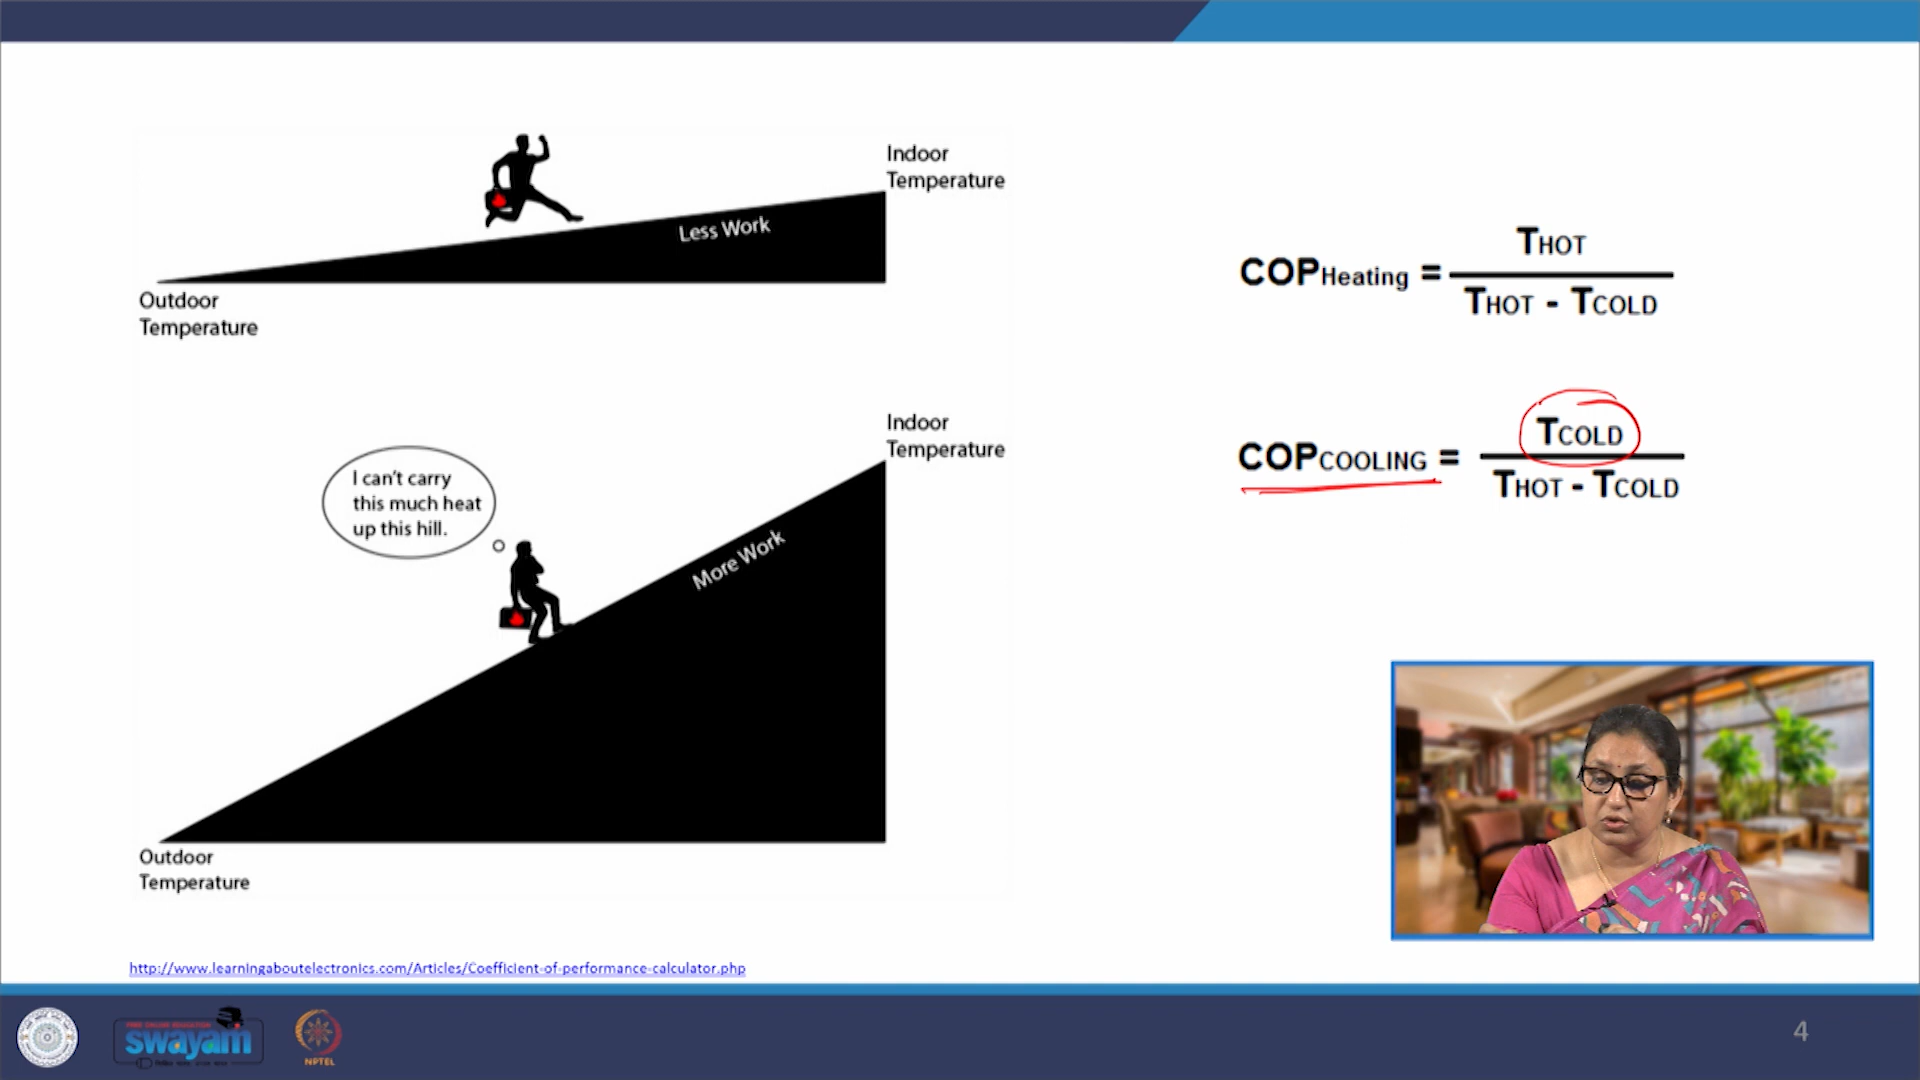 Indoor
Temperature
Less Work
Outdoor
Temperature
COPHeating = THOT
THOT - TCOLD
Indoor
Temperature
I can't carry
this much heat
up this hill.
More Work
COPCOOLING = TCOLD
THOT - TCOLD
Outdoor
Temperature
http://www.learningaboutelectronics.com/Articles/Coefficient-of-performance-calculator.php
swayam
NPTEL
4